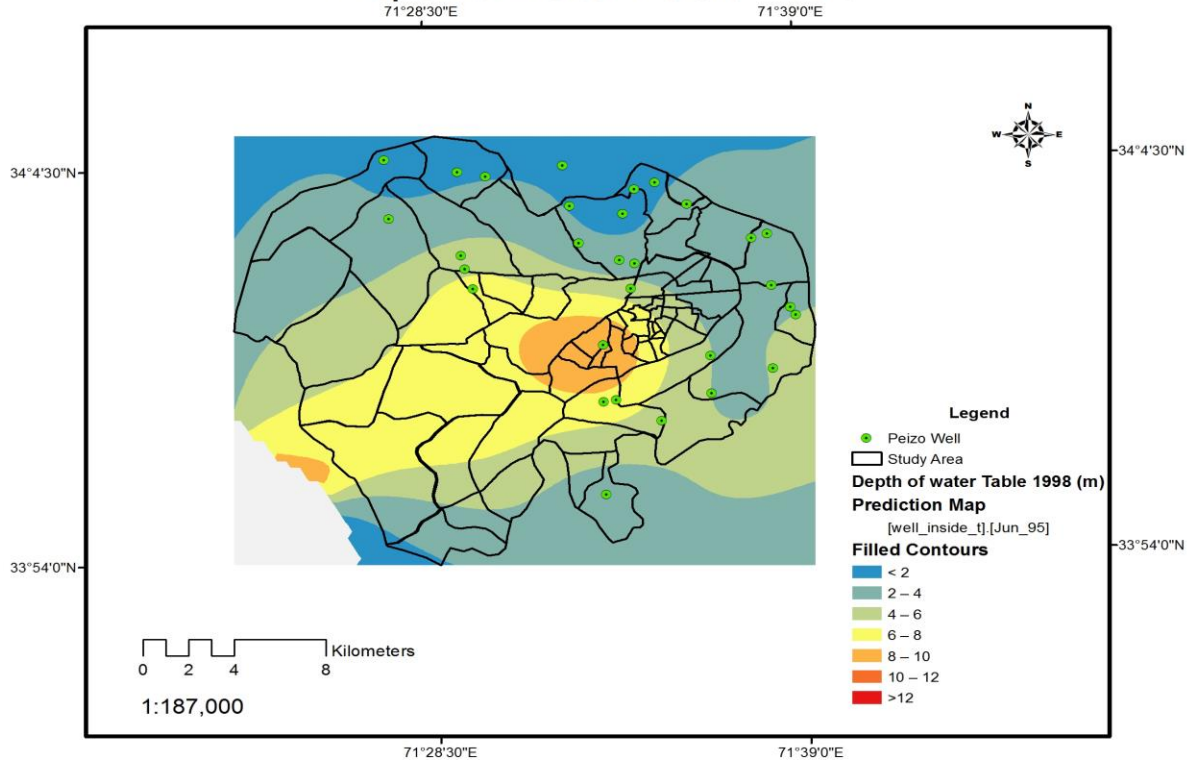 71°28'30"E 71°39'0"E
N
W E
S
34°4'30"N 34°4'30"N
Legend
Peizo Well
Study Area
Depth of water Table 1998 (m)
Prediction Map
[well_inside_t].[Jun_95]
Filled Contours
< 2
2 – 4
4 – 6
6 – 8
8 – 10
10 – 12
>12
33°54'0"N 33°54'0"N
Kilometers
0 2 4 8
1:187,000
71°28'30"E 71°39'0"E